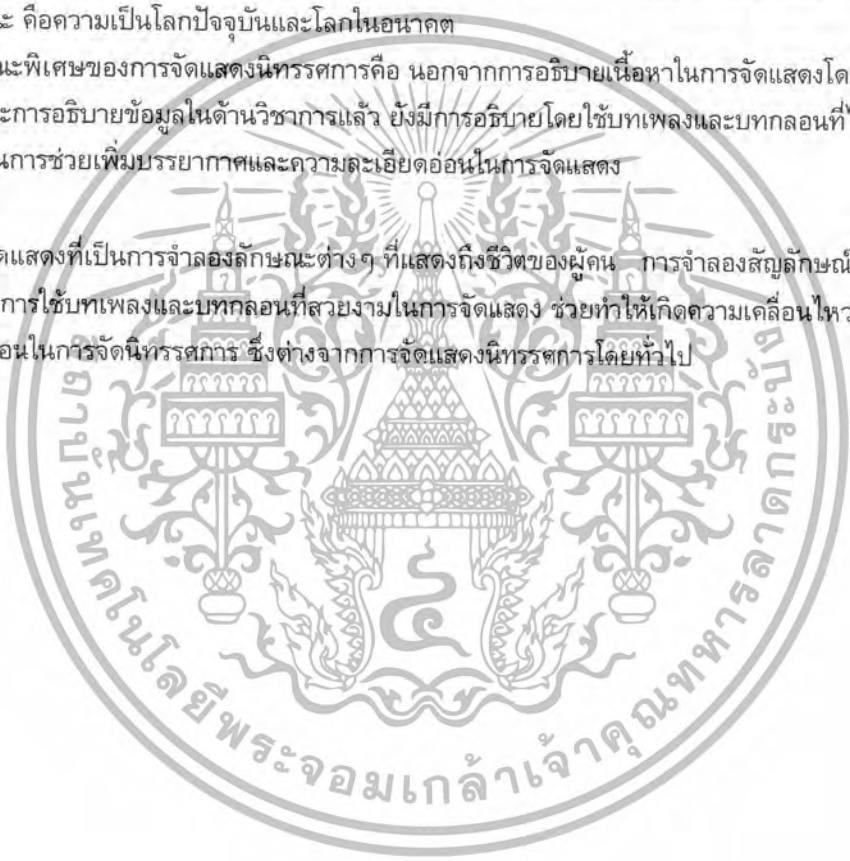 ะ คือความเป็นโลกปัจจุบันและโลกในอนาคต
นะพิเศษของการจัดแสดงนิทรรศการคือ นอกจากการอธิบายเนื้อหาในการจัดแสดงโด
ะการอธิบายข้อมูลในด้านวิชาการแล้ว ยังมีการอธิบายโดยใช้บทเพลงและบทกลอนที่ไ
นการช่วยเพิ่มบรรยากาศและความละเอียดอ่อนในการจัดแสดง
ดแสดงที่เป็นการจำลองลักษณะต่าง ๆ ที่แสดงถึงชีวิตของผู้คน การจำลองสัญลักษณ์
การใช้บทเพลงและบทกลอนที่สวยงามในการจัดแสดง ช่วยทำให้เกิดความเคลื่อนไหว
อนในการจัดนิทรรศการ ซึ่งต่างจากการจัดแสดงนิทรรศการโดยทั่วไป
สถาบันเทคโนโลยีพระจอมเกล้าเจ้าคุณทหารลาดกระบัง